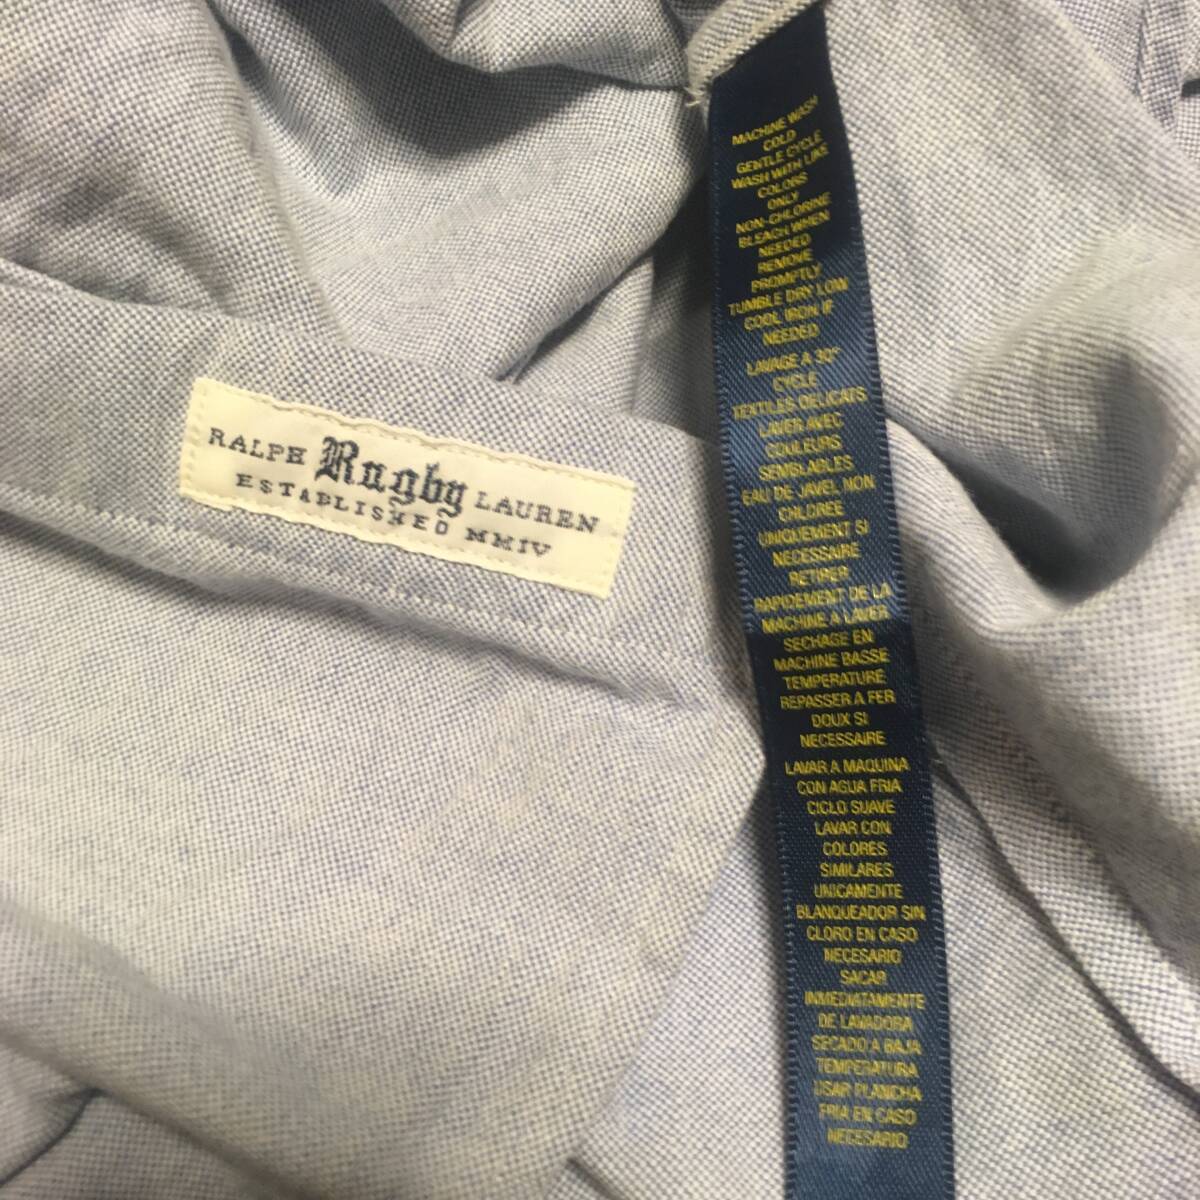 RALPH Rugby LAUREN
ESTABLISHED MMIV
MACHINE WASH
COLD
GENTLE CYCLE
WASH WITH LIKE
COLORS
ONLY
NON-CHLORINE
BLEACH WHEN
NEEDED
REMOVE
PROMPTLY
TUMBLE DRY LOW
COOL IRON IF
NEEDED
LAVAGE A 30°
CYCLE
TEXTILES DELICATS
LAVER AVEC
COULEURS
SEMBLABLES
EAU DE JAVEL NON
CHLOREE
UNIQUEMENT SI
NECESSAIRE
RETIRER
RAPIDEMENT DE LA
MACHINE A LAVER
SECHAGE EN
MACHINE BASSE
TEMPERATURE
REPASSER A FER
DOUX SI
NECESSAIRE
LAVAR A MAQUINA
CON AGUA FRIA
CICLO SUAVE
LAVAR CON
COLORES
SIMILARES
UNICAMENTE
BLANQUEADOR SIN
CLORO EN CASO
NECESARIO
SACAR
INMEDIATAMENTE
DE LAVADORA
SECADO A BAJA
TEMPERATURA
USAR PLANCHA
FRIA EN CASO
NECESARIO